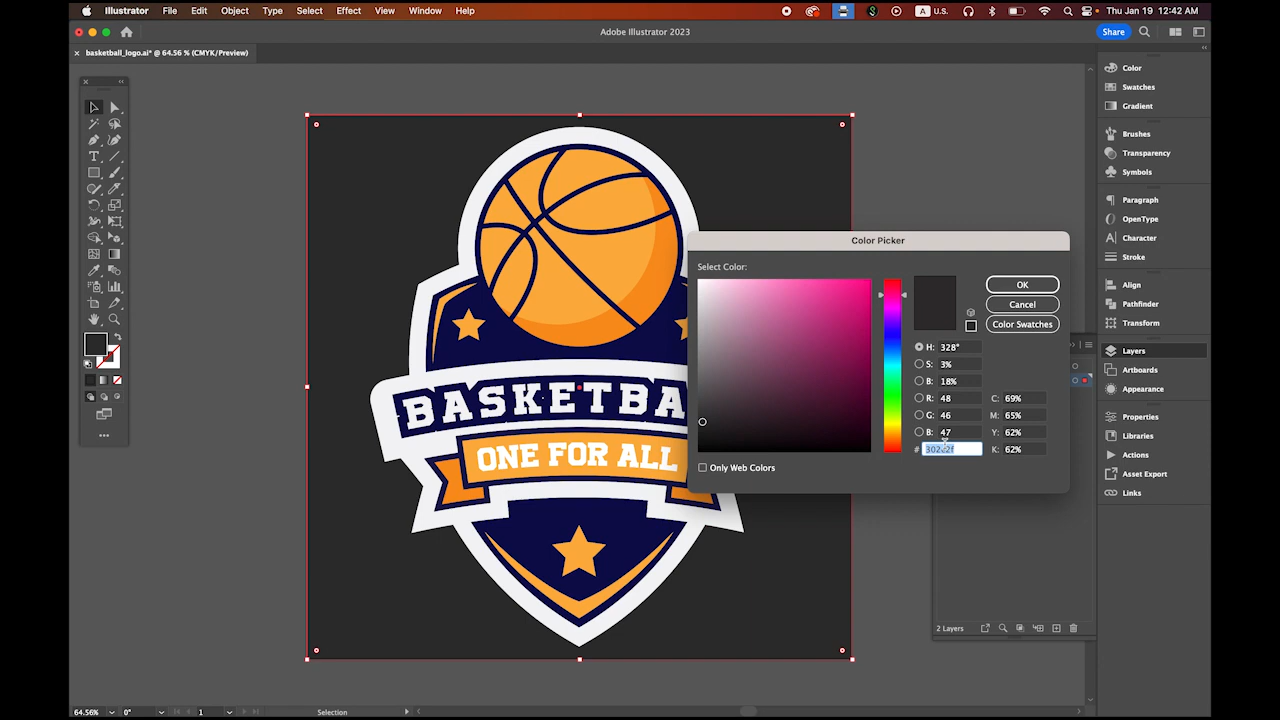 Illustrator File Edit Object Type Select Effect View Window Help A U.S. Thu Jan 19 12:42 AM
Adobe Illustrator 2023
Share
basketball_logo.ai* @ 64.56 % (CMYK/Preview)
Color
Swatches
Gradient
Brushes
Transparency
Symbols
Paragraph
OpenType
Character
Stroke
Align
Pathfinder
Transform
Layers
Artboards
Appearance
Properties
Libraries
Actions
Asset Export
Links
BASKETBA
ONE FOR ALL
Color Picker
Select Color:
OK
Cancel
Color Swatches
H: 328°
S: 3%
B: 18%
R: 48 C: 69%
G: 46 M: 65%
B: 47 Y: 62%
# 302e2f K: 62%
Only Web Colors
2 Layers
64.56% 0° 1 Selection